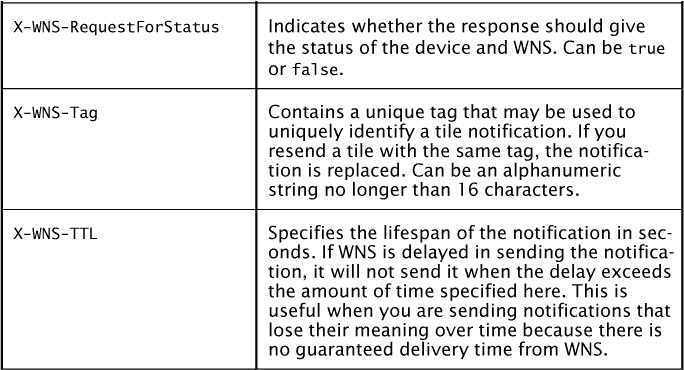 X-WNS-RequestForStatus
Indicates whether the response should give
the status of the device and WNS. Can be true
or false.
X-WNS-Tag
Contains a unique tag that may be used to
uniquely identify a tile notification. If you
resend a tile with the same tag, the notifica-
tion is replaced. Can be an alphanumeric
string no longer than 16 characters.
X-WNS-TTL
Specifies the lifespan of the notification in sec-
onds. If WNS is delayed in sending the notifica-
tion, it will not send it when the delay exceeds
the amount of time specified here. This is
useful when you are sending notifications that
lose their meaning over time because there is
no guaranteed delivery time from WNS.